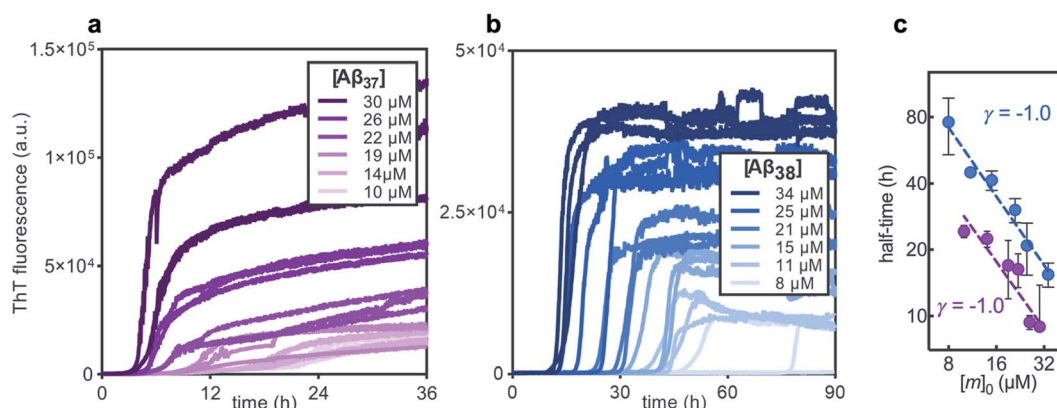 a
ThT fluorescence (a.u.)
1.5×10⁵
1×10⁵
5×10⁴
0
[Aβ₃₇]
30 µM
26 µM
22 µM
19 µM
14µM
10 µM
0
12
24
36
time (h)
b
5×10⁴
2.5×10⁴
0
[Aβ₃₈]
34 µM
25 µM
21 µM
15 µM
11 µM
8 µM
0
30
60
90
time (h)
c
half-time (h)
80
40
20
10
γ = -1.0
γ = -1.0
8
16
32
[m]₀ (µM)